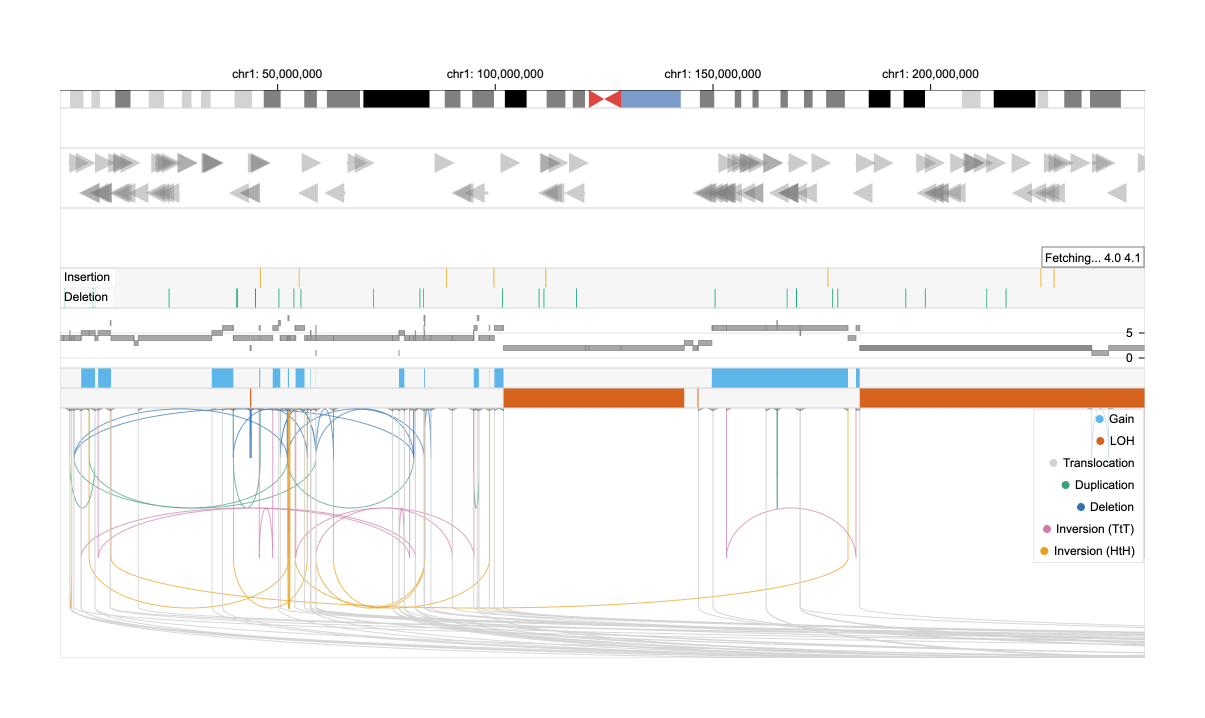 chr1: 50,000,000 chr1: 100,000,000 chr1: 150,000,000 chr1: 200,000,000
Fetching... 4.0 4.1
Insertion
Deletion
5
0
Gain
LOH
Translocation
Duplication
Deletion
Inversion (TtT)
Inversion (HtH)